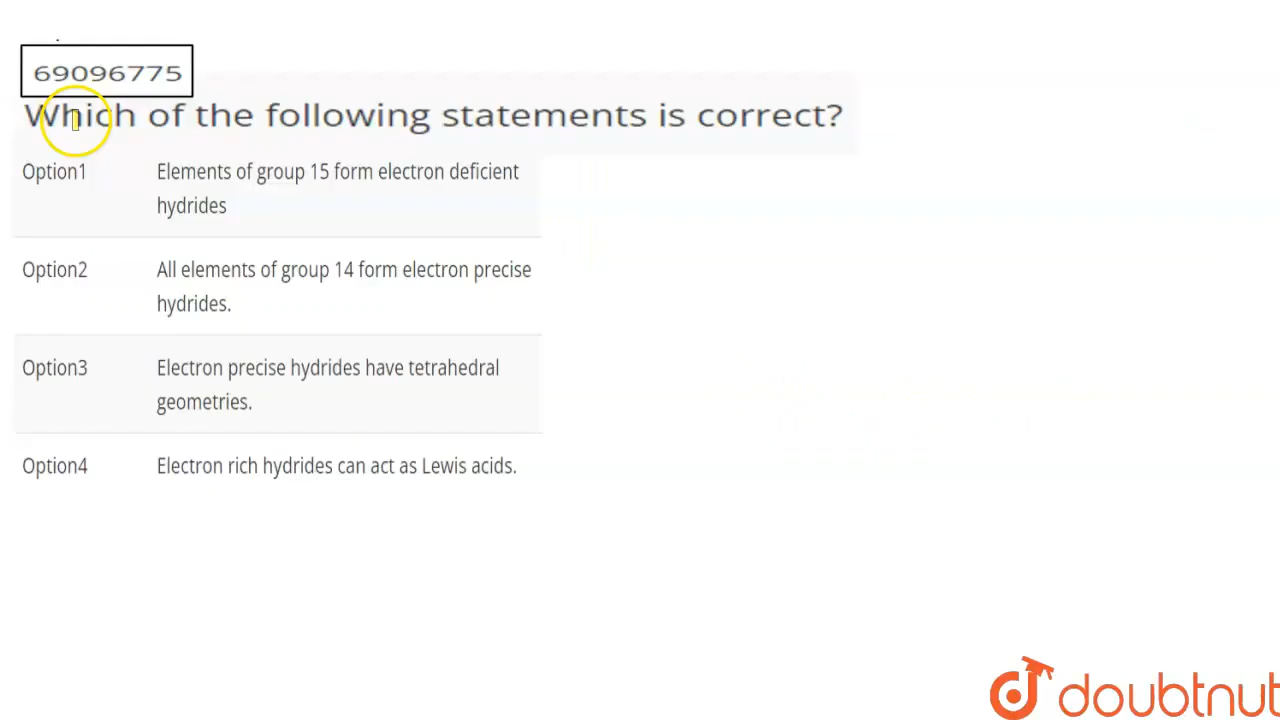 69096775
Which of the following statements is correct?
Option1 Elements of group 15 form electron deficient
hydrides
Option2 All elements of group 14 form electron precise
hydrides.
Option3 Electron precise hydrides have tetrahedral
geometries.
Option4 Electron rich hydrides can act as Lewis acids.
doubtnut